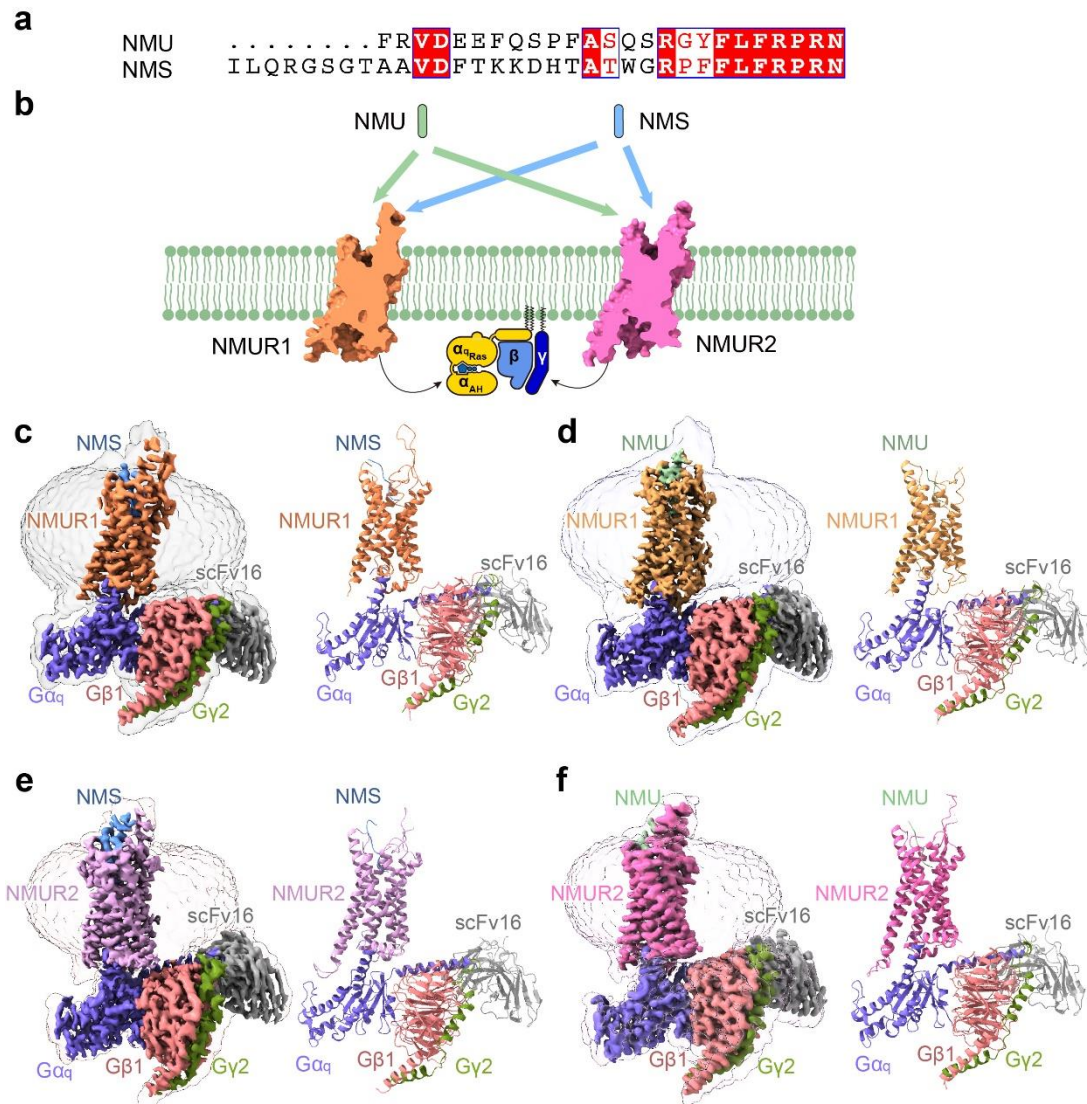 a
NMU ........FRVDEEFQSPFASQSRGYFLFRPRN
NMS ILQRGSGTAAVDFTKKDHTATWGRPFFLFRPRN
b
NMU NMS
NMUR1 αqRas β γ NMUR2
αAH
c
NMS NMS
NMUR1 NMUR1
scFv16 scFv16
Gαq Gβ1 Gγ2 Gαq Gβ1 Gγ2
d
NMU NMU
NMUR1 NMUR1
scFv16 scFv16
Gαq Gβ1 Gγ2 Gαq Gβ1 Gγ2
e
NMS NMS
NMUR2 NMUR2
scFv16 scFv16
Gαq Gβ1 Gγ2 Gαq Gβ1 Gγ2
f
NMU NMU
NMUR2 NMUR2
scFv16 scFv16
Gαq Gβ1 Gγ2 Gαq Gβ1 Gγ2